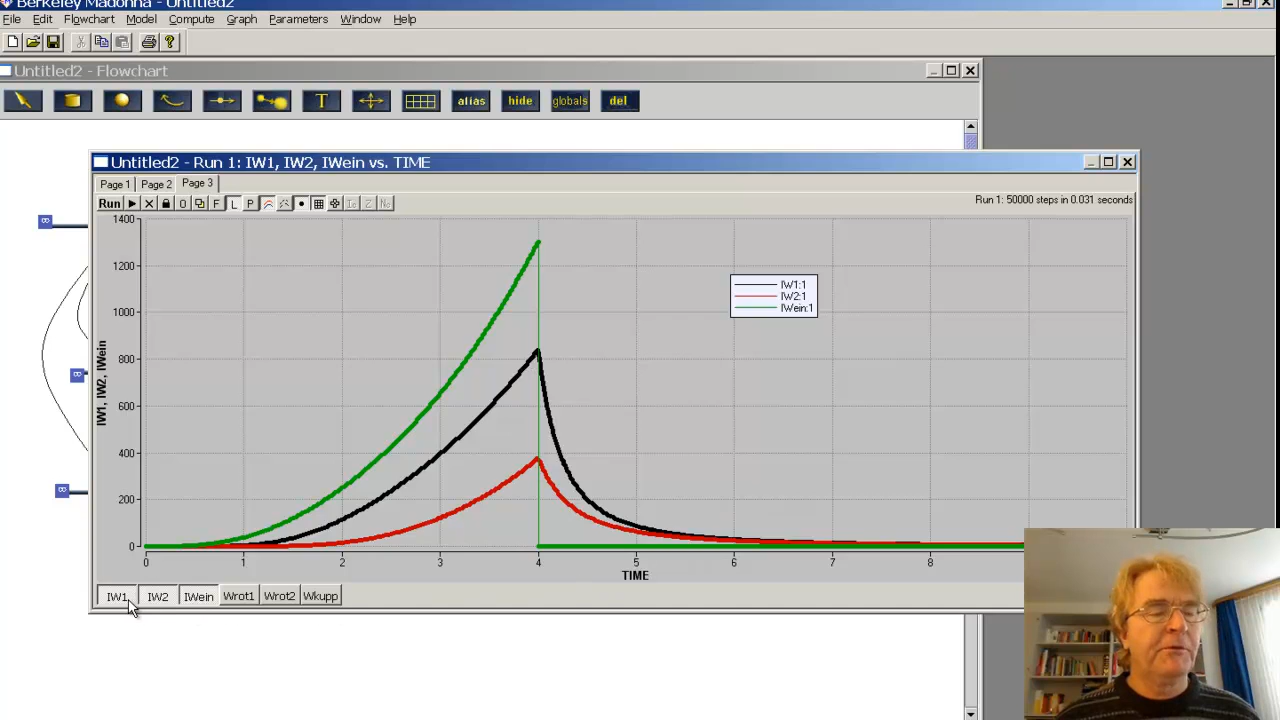 Berkeley Madonna - Untitled2
File Edit Flowchart Model Compute Graph Parameters Window Help
Untitled2 - Flowchart
T alias hide globals del
Untitled2 - Run 1: IW1, IW2, IWein vs. TIME
Page 1 Page 2 Page 3
Run O F L P
Run 1: 50000 steps in 0.031 seconds
1400
1200
1000
800
600
400
200
0
IW1, IW2, IWein
IW1:1
IW2:1
IWein:1
0 1 2 3 4 5 6 7 8
TIME
IW1 IW2 IWein Wrot1 Wrot2 Wkupp